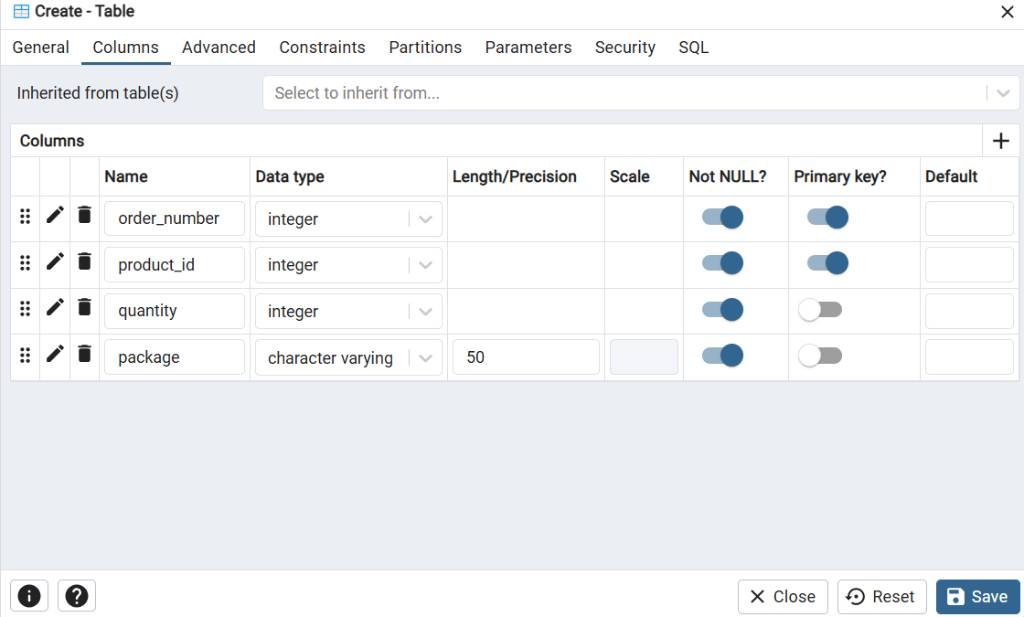 Create - Table
General Columns Advanced Constraints Partitions Parameters Security SQL
Inherited from table(s) Select to inherit from...
Columns
Name Data type Length/Precision Scale Not NULL? Primary key? Default
order_number integer
product_id integer
quantity integer
package character varying 50
Close Reset Save